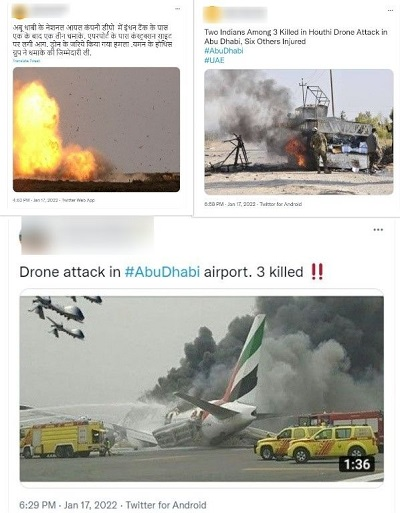 अबू धाबी के नेशनल आयल कंपनी डीपो में इंधन टैंक के पास
एक के बाद एक तीन धमाके, एयरपोर्ट के पास कंस्ट्रक्शन साइट
पर लगी आग. ड्रोन के जरिये किया गया हमला .यमन के हौथिस
ग्रुप ने धमाके की जिम्मेदारी ली.
Translate Tweet
4:03 PM · Jan 17, 2022 · Twitter Web App
Two Indians Among 3 Killed in Houthi Drone Attack in
Abu Dhabi, Six Others Injured
#AbuDhabi
#UAE
6:59 PM · Jan 17, 2022 · Twitter for Android
Drone attack in #AbuDhabi airport. 3 killed ‼️
1:36
6:29 PM · Jan 17, 2022 · Twitter for Android